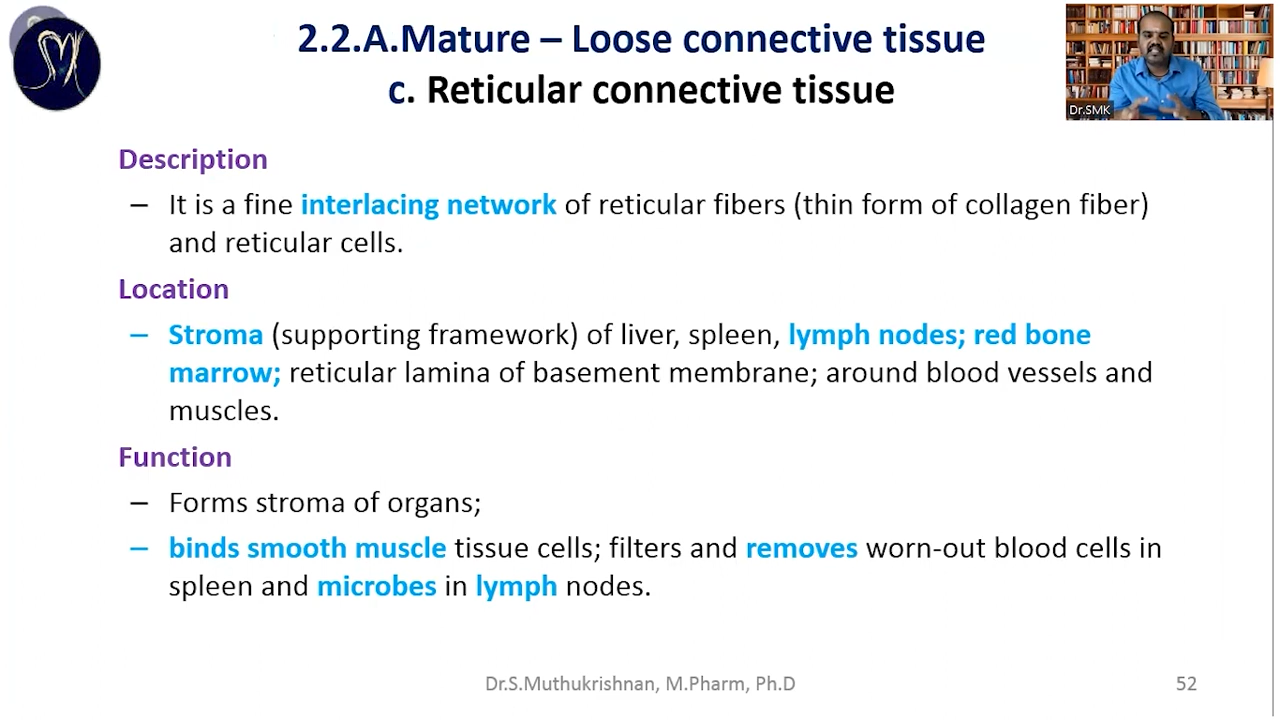 2.2.A.Mature – Loose connective tissue
c. Reticular connective tissue
Dr.SMK
Description
– It is a fine interlacing network of reticular fibers (thin form of collagen fiber)
and reticular cells.
Location
– Stroma (supporting framework) of liver, spleen, lymph nodes; red bone
marrow; reticular lamina of basement membrane; around blood vessels and
muscles.
Function
– Forms stroma of organs;
– binds smooth muscle tissue cells; filters and removes worn-out blood cells in
spleen and microbes in lymph nodes.
Dr.S.Muthukrishnan, M.Pharm, Ph.D
52